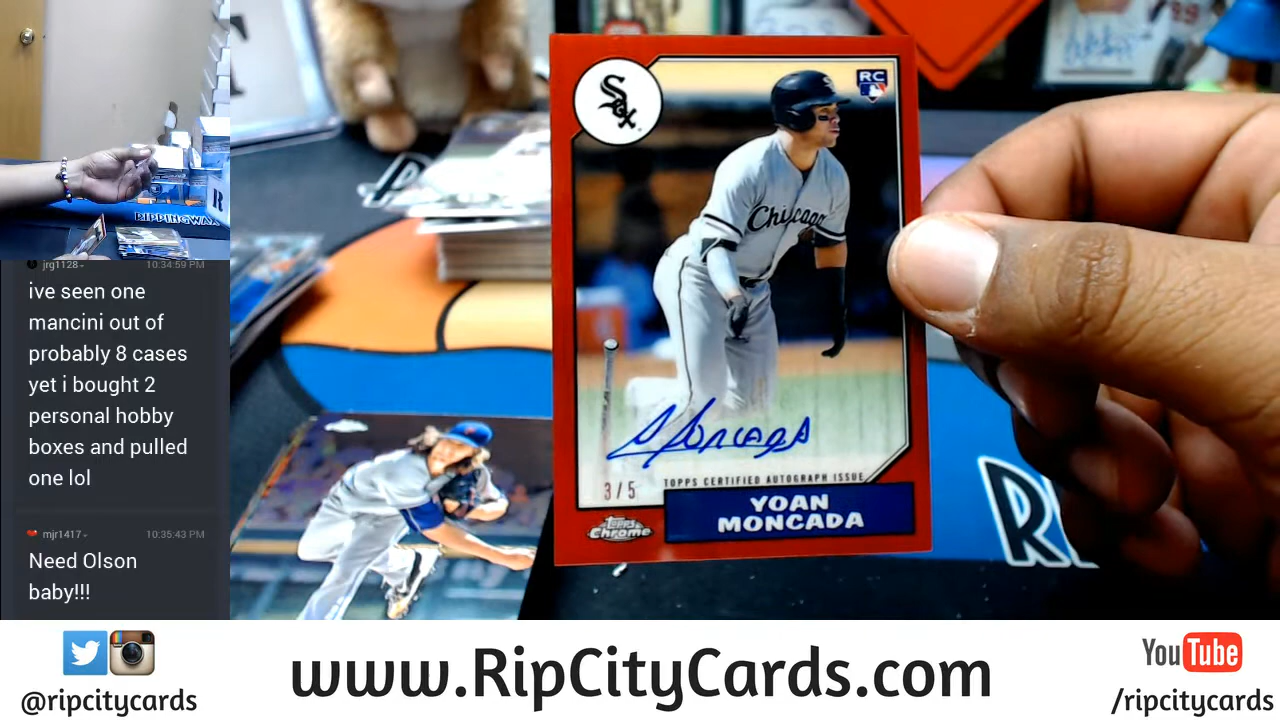 RIPPINGWAX
jrg1128
10:34:59 PM
ive seen one
mancini out of
probably 8 cases
yet i bought 2
personal hobby
boxes and pulled
one lol
mjr1417
10:35:43 PM
Need Olson
baby!!!
Sox
RC
Chicago
3/5
TOPPS CERTIFIED AUTOGRAPH ISSUE
Topps
Chrome
YOAN
MONCADA
R
@ripcitycards
www.RipCityCards.com
YouTube
/ripcitycards